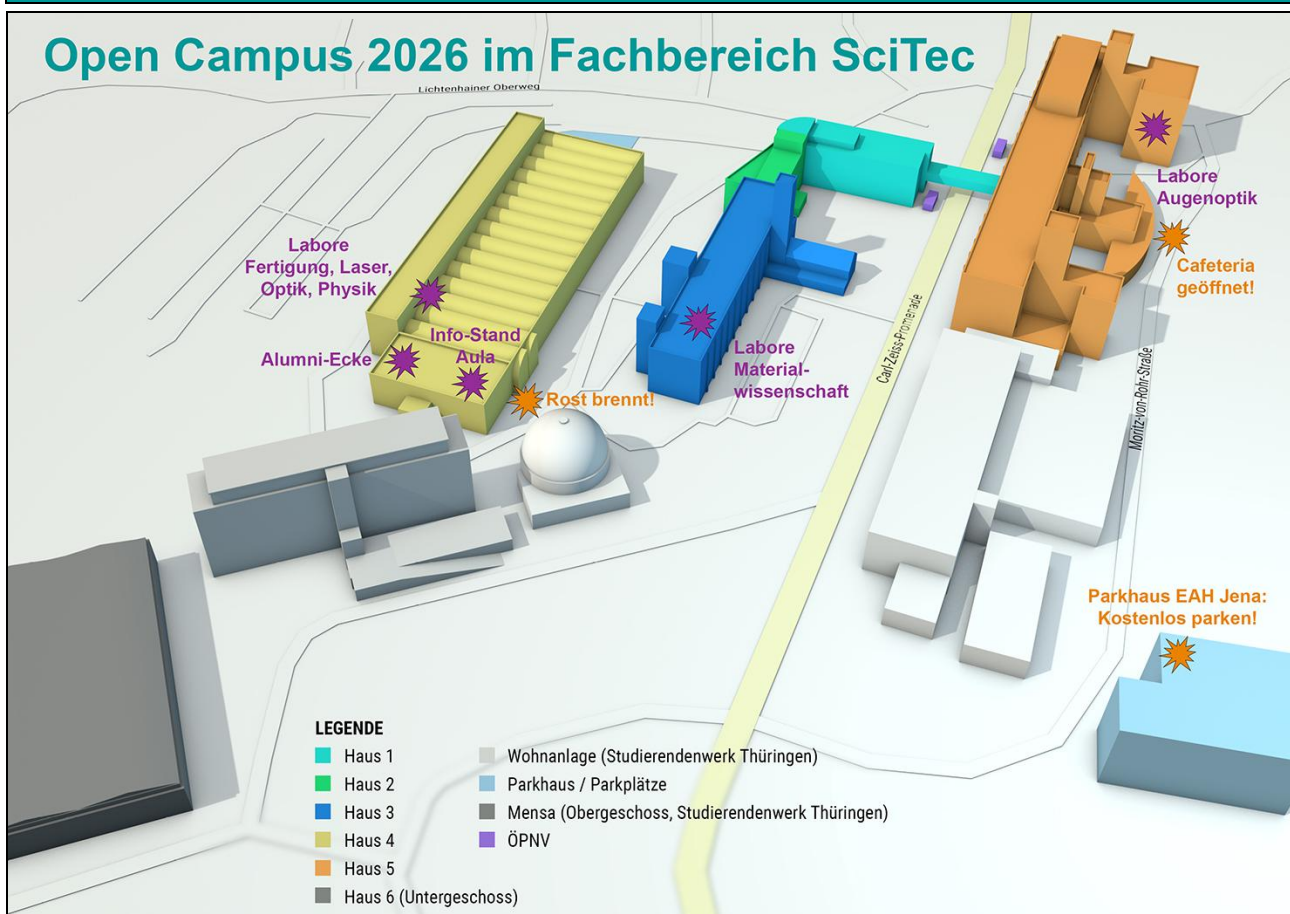 Open Campus 2026 im Fachbereich SciTec
Lichtenhainer Oberweg
Labore
Augenoptik
Cafeteria
geöffnet!
Labore
Fertigung, Laser,
Optik, Physik
Info-Stand
Aula
Alumni-Ecke
Rost brennt!
Labore
Material-
wissenschaft
Carl-Zeiss-Promenade
Moritz-von-Rohr-Straße
Parkhaus EAH Jena:
Kostenlos parken!
LEGENDE
Haus 1
Haus 2
Haus 3
Haus 4
Haus 5
Haus 6 (Untergeschoss)
Wohnanlage (Studierendenwerk Thüringen)
Parkhaus / Parkplätze
Mensa (Obergeschoss, Studierendenwerk Thüringen)
ÖPNV